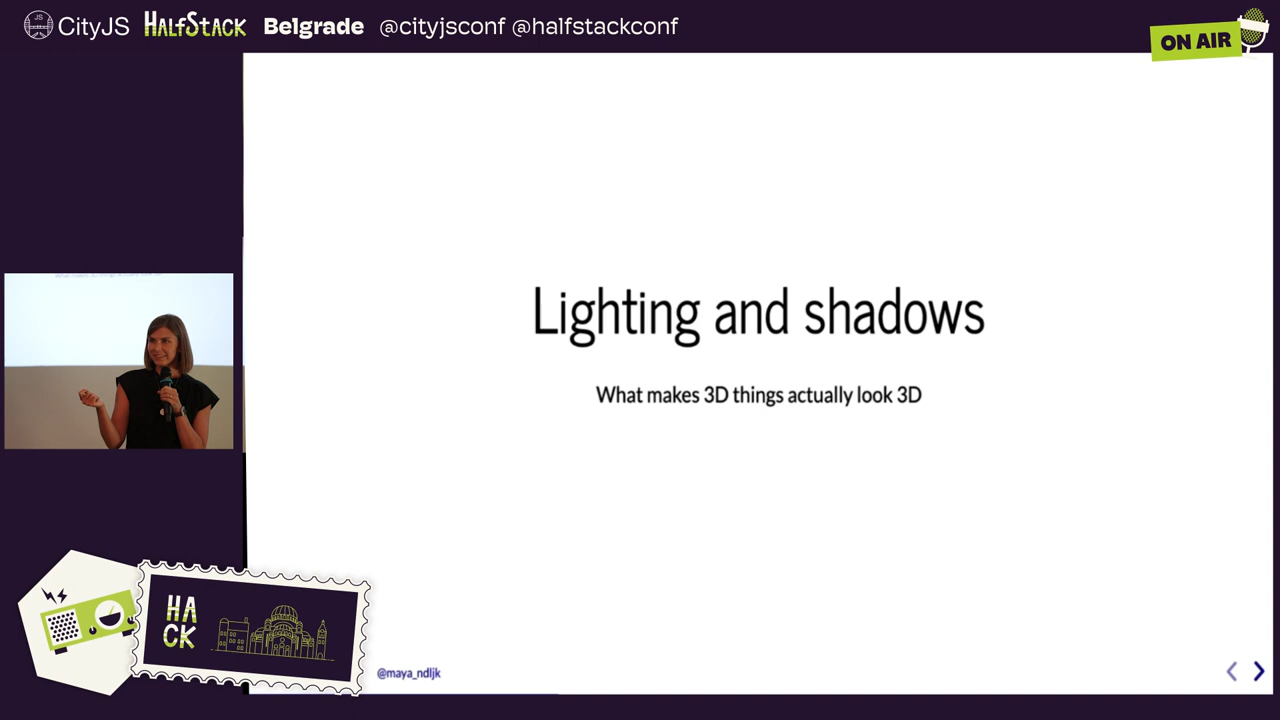 JS CityJS HALFSTACK Belgrade @cityjsconf @halfstackconf
ON AIR
Lighting and shadows
What makes 3D things actually look 3D
HA
CK
@maya_ndljk